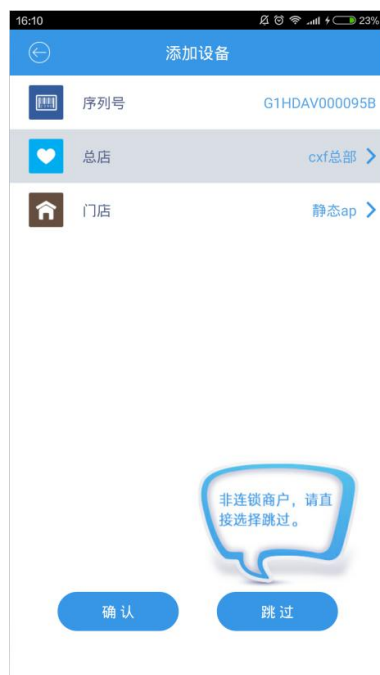 16:10
23%
添加设备
序列号 G1HDAV000095B
总店 cxf总部
门店 静态ap
非连锁商户，请直
接选择跳过。
确认 跳过